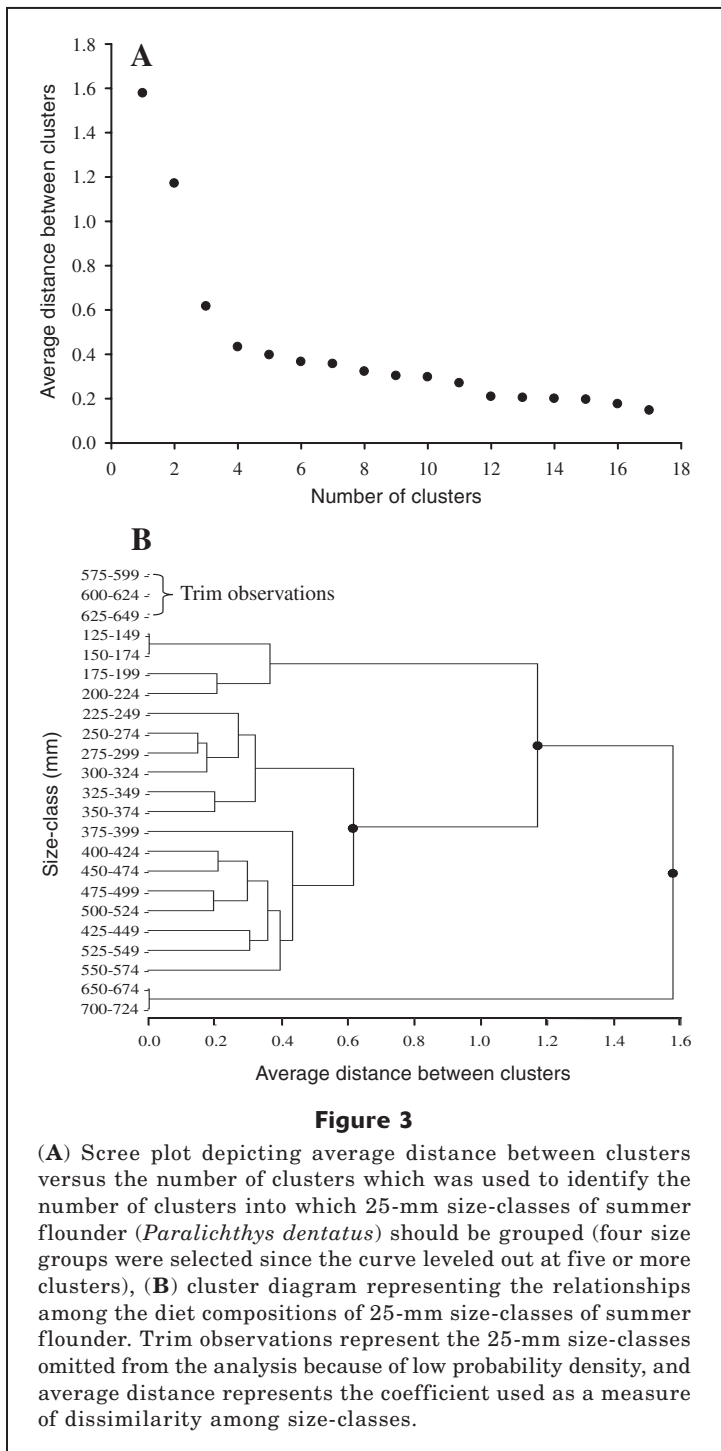 A
1.8
1.6
1.4
1.2
1.0
0.8
0.6
0.4
0.2
0.0
Average distance between clusters
0 2 4 6 8 10 12 14 16 18
Number of clusters
B
575-599
600-624
625-649
Trim observations
125-149
150-174
175-199
200-224
225-249
250-274
275-299
300-324
325-349
350-374
375-399
400-424
450-474
475-499
500-524
425-449
525-549
550-574
650-674
700-724
Size-class (mm)
0.0 0.2 0.4 0.6 0.8 1.0 1.2 1.4 1.6
Average distance between clusters
Figure 3
(A) Scree plot depicting average distance between clusters
versus the number of clusters which was used to identify the
number of clusters into which 25-mm size-classes of summer
flounder (Paralichthys dentatus) should be grouped (four size
groups were selected since the curve leveled out at five or more
clusters), (B) cluster diagram representing the relationships
among the diet compositions of 25-mm size-classes of summer
flounder. Trim observations represent the 25-mm size-classes
omitted from the analysis because of low probability density, and
average distance represents the coefficient used as a measure
of dissimilarity among size-classes.